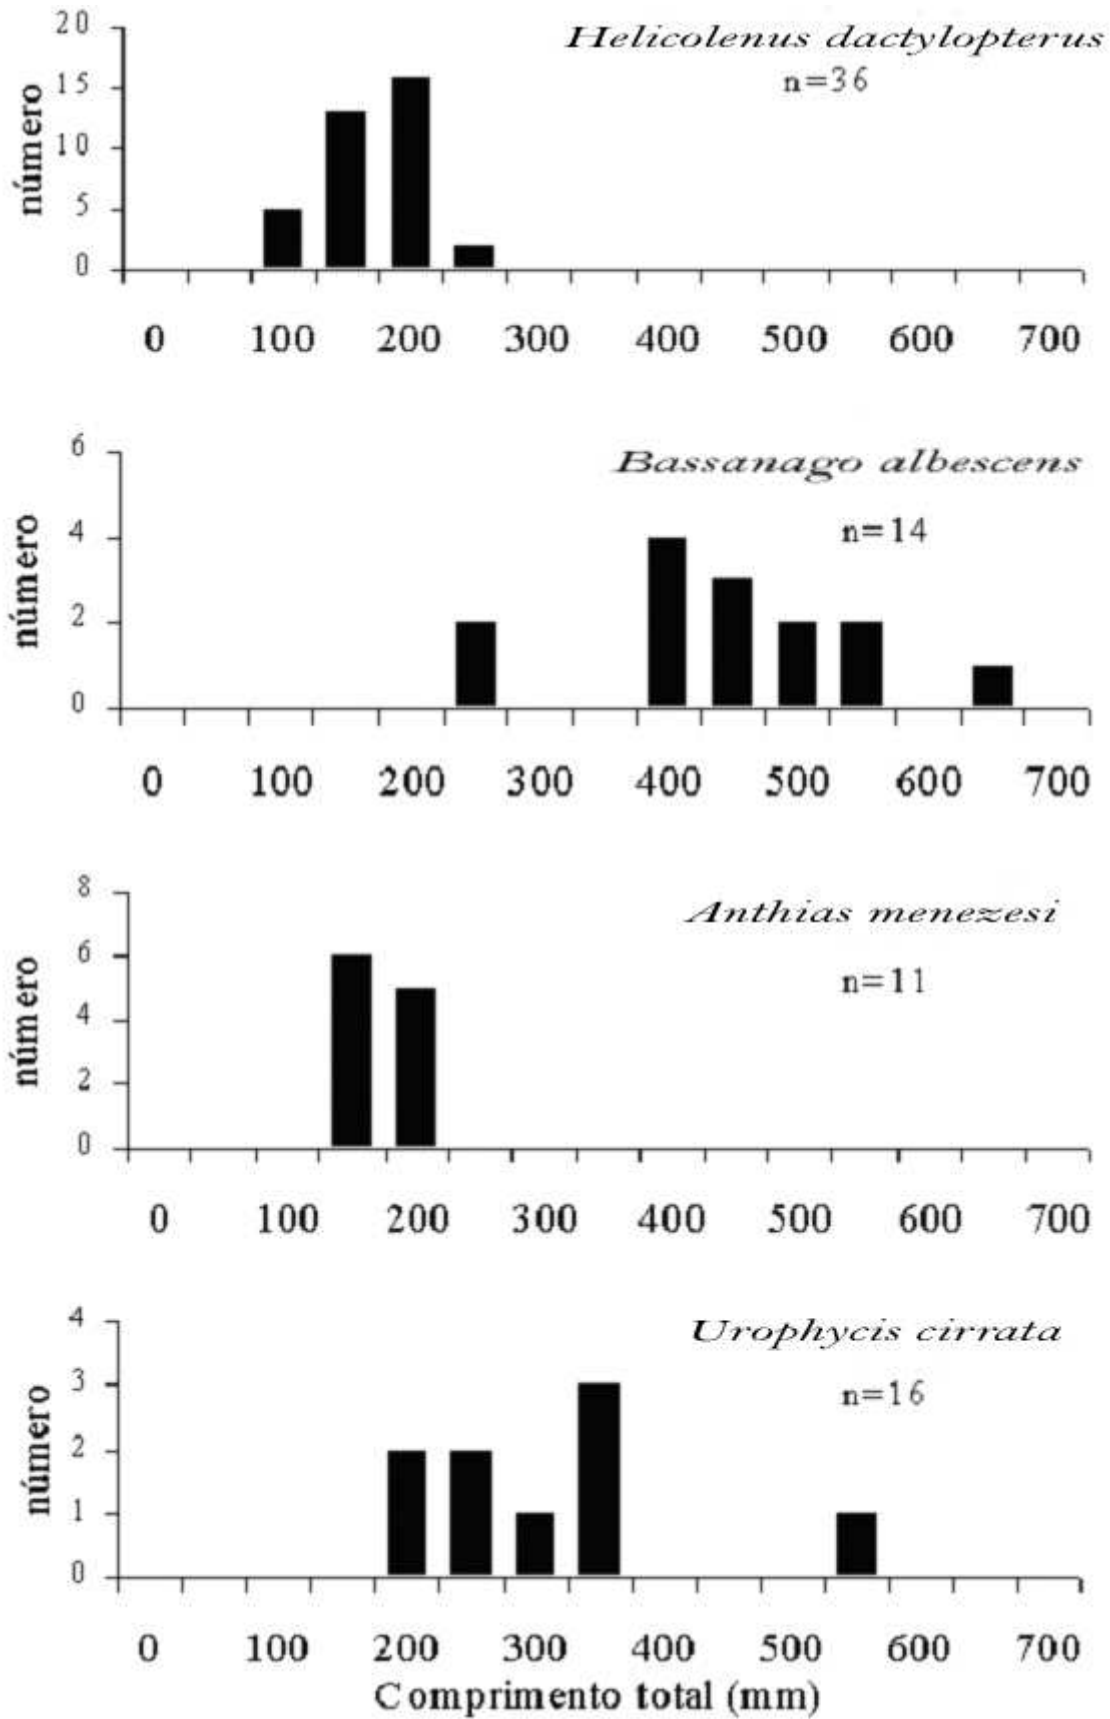 Helicolenus dactylopterus
n=36
número
20
15
10
5
0
0 100 200 300 400 500 600 700
Bassanago albescens
n=14
número
6
4
2
0
0 100 200 300 400 500 600 700
Anthias menezesi
n=11
número
8
6
4
2
0
0 100 200 300 400 500 600 700
Urophycis cirrata
n=16
número
4
3
2
1
0
0 100 200 300 400 500 600 700
Comprimento total (mm)